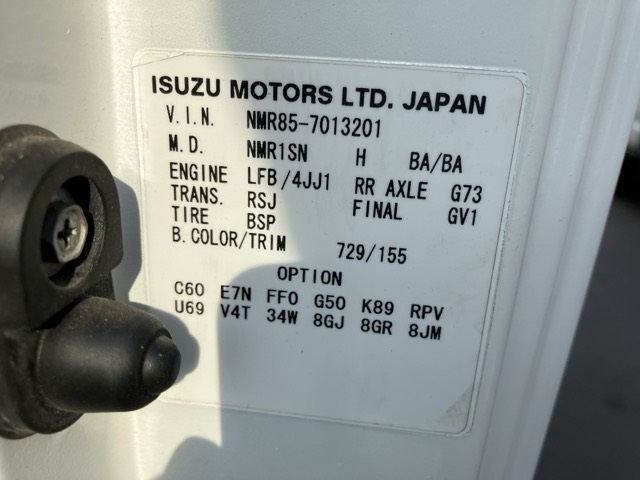 ISUZU MOTORS LTD. JAPAN
V.I.N. NMR85-7013201
M.D. NMR1SN H BA/BA
ENGINE LFB/4JJ1 RR AXLE G73
TRANS. RSJ FINAL GV1
TIRE BSP
B.COLOR/TRIM 729/155
OPTION
C60 E7N FF0 G50 K89 RPV
U69 V4T 34W 8GJ 8GR 8JM